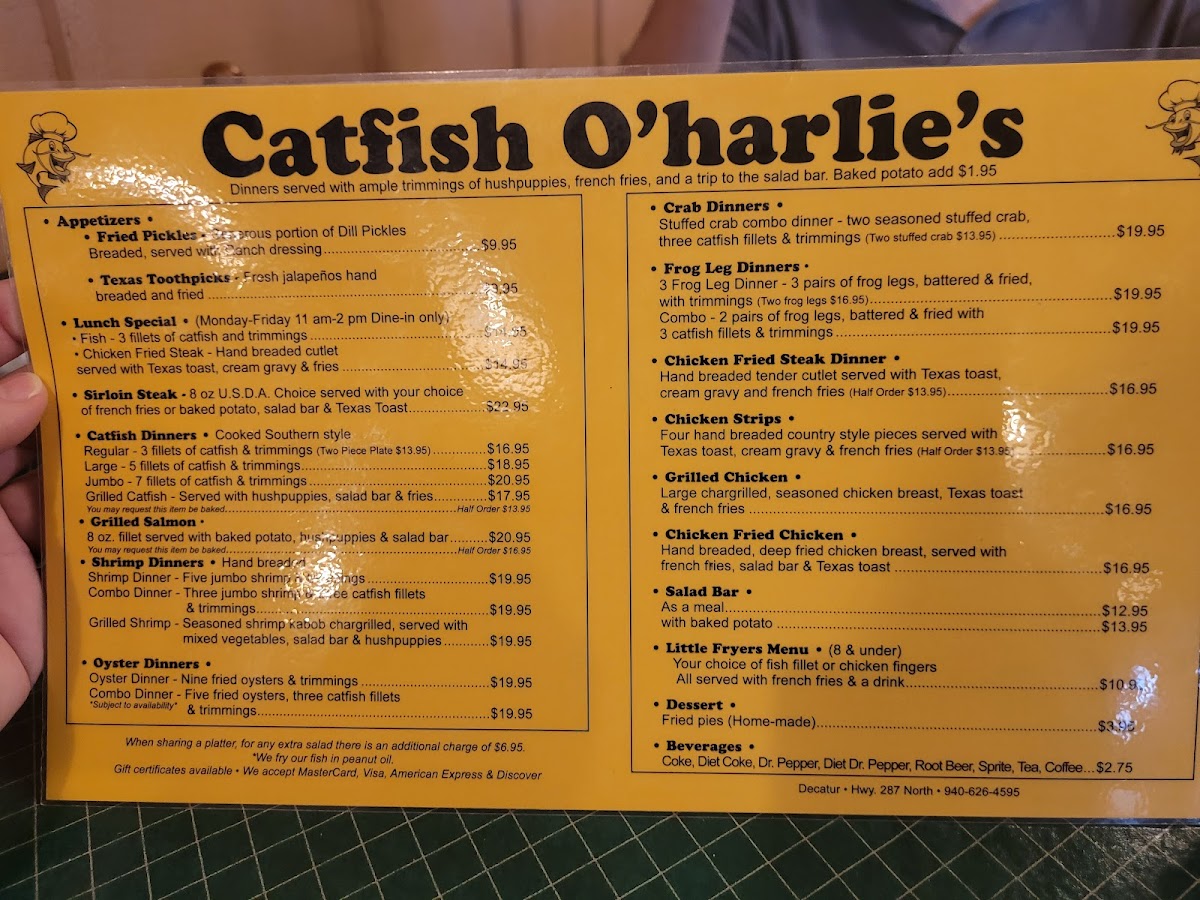 Catfish O'harlie's
Dinners served with ample trimmings of hushpuppies, french fries, and a trip to the salad bar. Baked potato add $1.95
• Appetizers •
• Fried Pickles • portion of Dill Pickles
Breaded, served with Ranch dressing....$9.95
• Texas Toothpicks • Fresh jalapeños hand
breaded and fried....
• Lunch Special • (Monday-Friday 11 am-2 pm Dine-in only)
• Fish - 3 fillets of catfish and trimmings....
• Chicken Fried Steak - Hand breaded cutlet
served with Texas toast, cream gravy & fries....$14.95
• Sirloin Steak - 8 oz U.S.D.A. Choice served with your choice
of french fries or baked potato, salad bar & Texas Toast....$22.95
• Catfish Dinners • Cooked Southern style
Regular - 3 fillets of catfish & trimmings (Two Piece Plate $13.95)....$16.95
Large - 5 fillets of catfish & trimmings....$18.95
Jumbo - 7 fillets of catfish & trimmings....$20.95
Grilled Catfish - Served with hushpuppies, salad bar & fries....$17.95
You may request this item be baked....Half Order $13.95
• Grilled Salmon •
8 oz. fillet served with baked potato, hushpuppies & salad bar....$20.95
You may request this item be baked....Half Order $16.95
• Shrimp Dinners • Hand breaded
Shrimp Dinner - Five jumbo shrimp & trimmings....$19.95
Combo Dinner - Three jumbo shrimp, three catfish fillets
& trimmings....$19.95
Grilled Shrimp - Seasoned shrimp kabob chargrilled, served with
mixed vegetables, salad bar & hushpuppies....$19.95
• Oyster Dinners •
Oyster Dinner - Nine fried oysters & trimmings....$19.95
Combo Dinner - Five fried oysters, three catfish fillets
*Subject to availability* & trimmings....$19.95
When sharing a platter, for any extra salad there is an additional charge of $6.95.
*We fry our fish in peanut oil.
Gift certificates available • We accept MasterCard, Visa, American Express & Discover
• Crab Dinners •
Stuffed crab combo dinner - two seasoned stuffed crab,
three catfish fillets & trimmings (Two stuffed crab $13.95)....$19.95
• Frog Leg Dinners •
3 Frog Leg Dinner - 3 pairs of frog legs, battered & fried,
with trimmings (Two frog legs $16.95)....$19.95
Combo - 2 pairs of frog legs, battered & fried with
3 catfish fillets & trimmings....$19.95
• Chicken Fried Steak Dinner •
Hand breaded tender cutlet served with Texas toast,
cream gravy and french fries (Half Order $13.95)....$16.95
• Chicken Strips •
Four hand breaded country style pieces served with
Texas toast, cream gravy & french fries (Half Order $13.95)....$16.95
• Grilled Chicken •
Large chargrilled, seasoned chicken breast, Texas toast
& french fries ....$16.95
• Chicken Fried Chicken •
Hand breaded, deep fried chicken breast, served with
french fries, salad bar & Texas toast ....$16.95
• Salad Bar •
As a meal....$12.95
with baked potato ....$13.95
• Little Fryers Menu • (8 & under)
Your choice of fish fillet or chicken fingers
All served with french fries & a drink....
• Dessert •
Fried pies (Home-made)....$3.95
• Beverages •
Coke, Diet Coke, Dr. Pepper, Diet Dr. Pepper, Root Beer, Sprite, Tea, Coffee...$2.75
Decatur • Hwy. 287 North • 940-626-4595